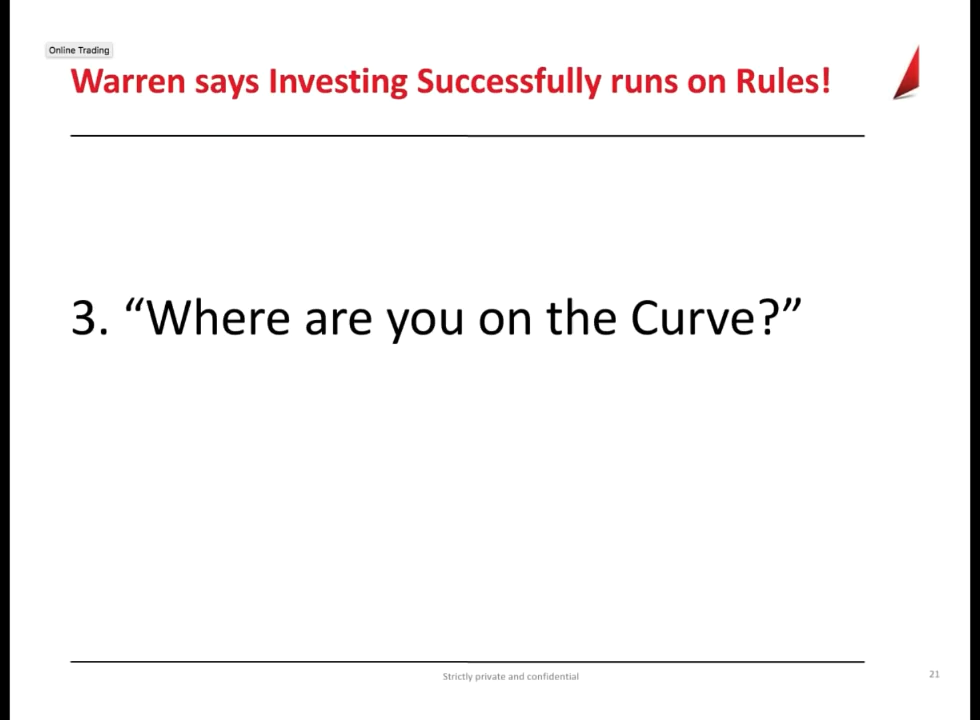 Online Trading
Warren says Investing Successfully runs on Rules!
3. “Where are you on the Curve?”
Strictly private and confidential
21